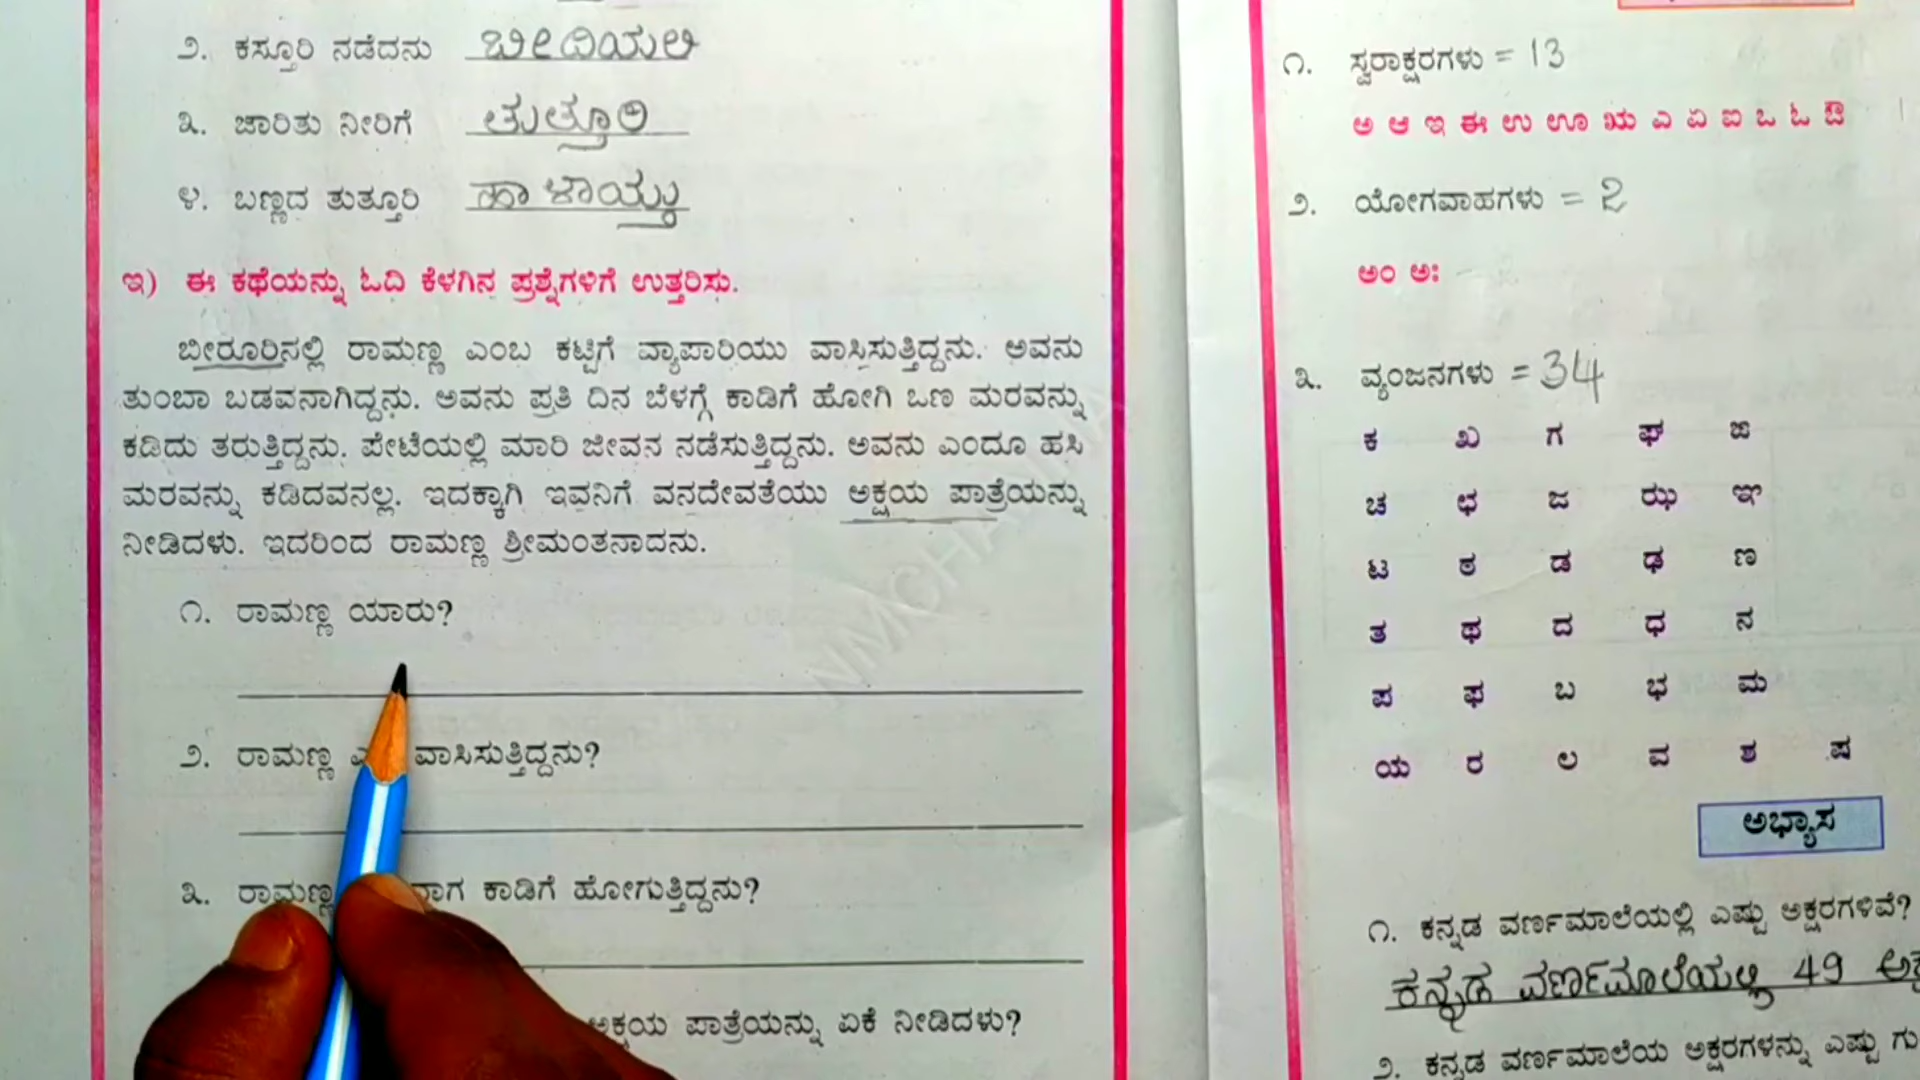 ೨. ಕಸ್ತೂರಿ ನಡೆದನು ಬೀದಿಯಲಿ
೩. ಜಾರಿತು ನೀರಿಗೆ ತುತ್ತೂರಿ
೪. ಬಣ್ಣದ ತುತ್ತೂರಿ ಹಾಳಾಯ್ತು
ಇ) ಈ ಕಥೆಯನ್ನು ಓದಿ ಕೆಳಗಿನ ಪ್ರಶ್ನೆಗಳಿಗೆ ಉತ್ತರಿಸು.
ಬೀರೂರಿನಲ್ಲಿ ರಾಮಣ್ಣ ಎಂಬ ಕಟ್ಟಿಗೆ ವ್ಯಾಪಾರಿಯು ವಾಸಿಸುತ್ತಿದ್ದನು. ಅವನು
ತುಂಬಾ ಬಡವನಾಗಿದ್ದನು. ಅವನು ಪ್ರತಿ ದಿನ ಬೆಳಗ್ಗೆ ಕಾಡಿಗೆ ಹೋಗಿ ಒಣ ಮರವನ್ನು
ಕಡಿದು ತರುತ್ತಿದ್ದನು. ಪೇಟೆಯಲ್ಲಿ ಮಾರಿ ಜೀವನ ನಡೆಸುತ್ತಿದ್ದನು. ಅವನು ಎಂದೂ ಹಸಿ
ಮರವನ್ನು ಕಡಿದವನಲ್ಲ. ಇದಕ್ಕಾಗಿ ಇವನಿಗೆ ವನದೇವತೆಯು ಅಕ್ಷಯ ಪಾತ್ರೆಯನ್ನು
ನೀಡಿದಳು. ಇದರಿಂದ ರಾಮಣ್ಣ ಶ್ರೀಮಂತನಾದನು.
೧. ರಾಮಣ್ಣ ಯಾರು?
೨. ರಾಮಣ್ಣ ವಾಸಿಸುತ್ತಿದ್ದನು?
೩. ರಾಮಣ್ಣ ಕಾಡಿಗೆ ಹೋಗುತ್ತಿದ್ದನು?
ಅಕ್ಷಯ ಪಾತ್ರೆಯನ್ನು ಏಕೆ ನೀಡಿದಳು?
೧. ಸ್ವರಾಕ್ಷರಗಳು = 13
ಅ ಆ ಇ ಈ ಉ ಊ ಋ ಎ ಏ ಐ ಒ ಓ ಔ
೨. ಯೋಗವಾಹಗಳು = 2
ಅಂ ಅಃ
೩. ವ್ಯಂಜನಗಳು = 34
ಕ ಖ ಗ ಘ ಙ
ಚ ಛ ಜ ಝ ಞ
ಟ ಠ ಡ ಢ ಣ
ತ ಥ ದ ಧ ನ
ಪ ಫ ಬ ಭ ಮ
ಯ ರ ಲ ವ ಶ ಷ
ಅಭ್ಯಾಸ
೧. ಕನ್ನಡ ವರ್ಣಮಾಲೆಯಲ್ಲಿ ಎಷ್ಟು ಅಕ್ಷರಗಳಿವೆ?
ಕನ್ನಡ ವರ್ಣಮಾಲೆಯಲ್ಲಿ 49
೨. ಕನ್ನಡ ವರ್ಣಮಾಲೆಯ ಅಕ್ಷರಗಳನ್ನು ಎಷ್ಟು